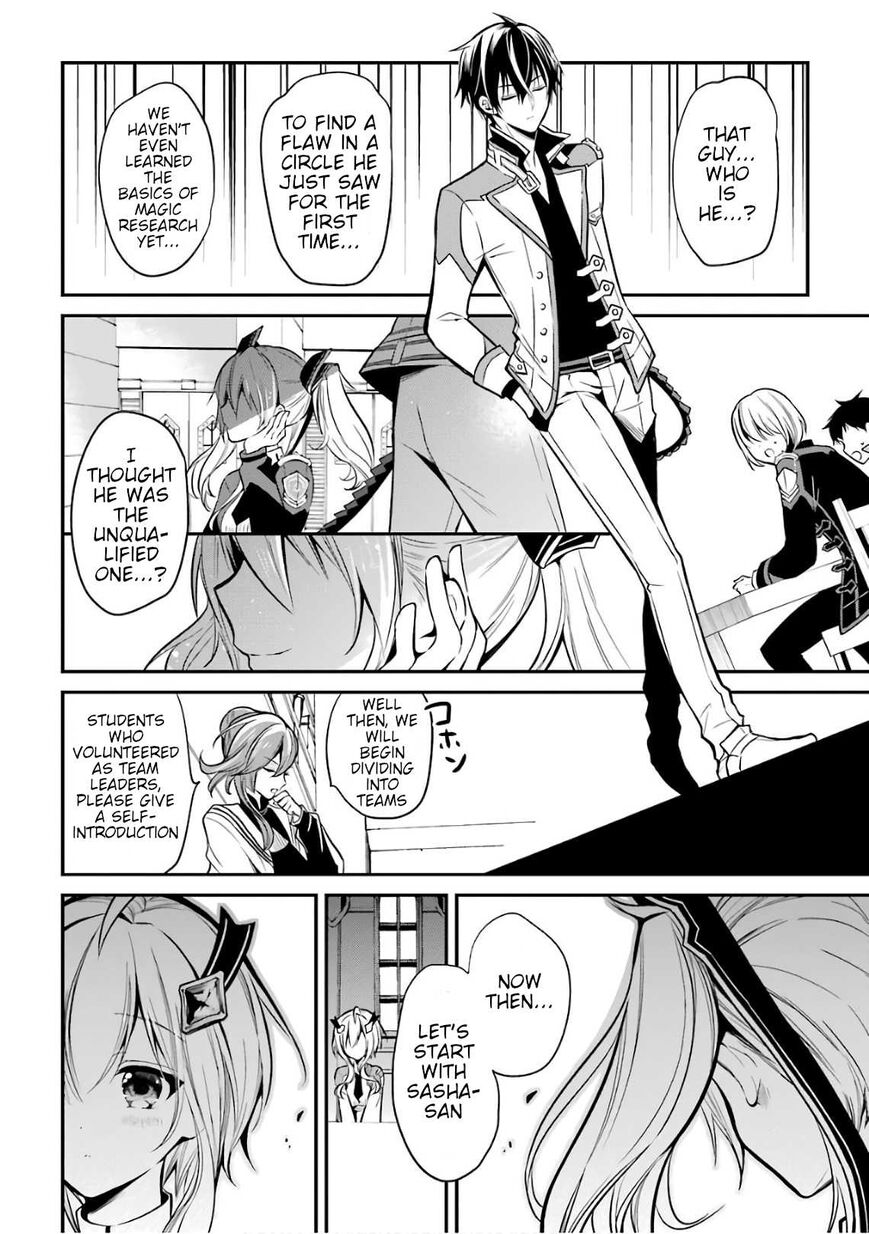 THAT
GUY...
WHO
IS
HE...?
TO FIND A
FLAW IN A
CIRCLE HE
JUST SAW
FOR THE
FIRST
TIME...
WE
HAVEN'T
EVEN
LEARNED
THE
BASICS OF
MAGIC
RESEARCH
YET...
I
THOUGHT
HE WAS
THE
UNQUA-
LIFIED
ONE...?
コホン
WELL
THEN, WE
WILL
BEGIN
DIVIDING
INTO
TEAMS
STUDENTS
WHO
VOLUNTEERED
AS TEAM
LEADERS,
PLEASE GIVE
A SELF-
INTRODUCTION
NOW
THEN...
LET'S
START
WITH
SASHA-
SAN